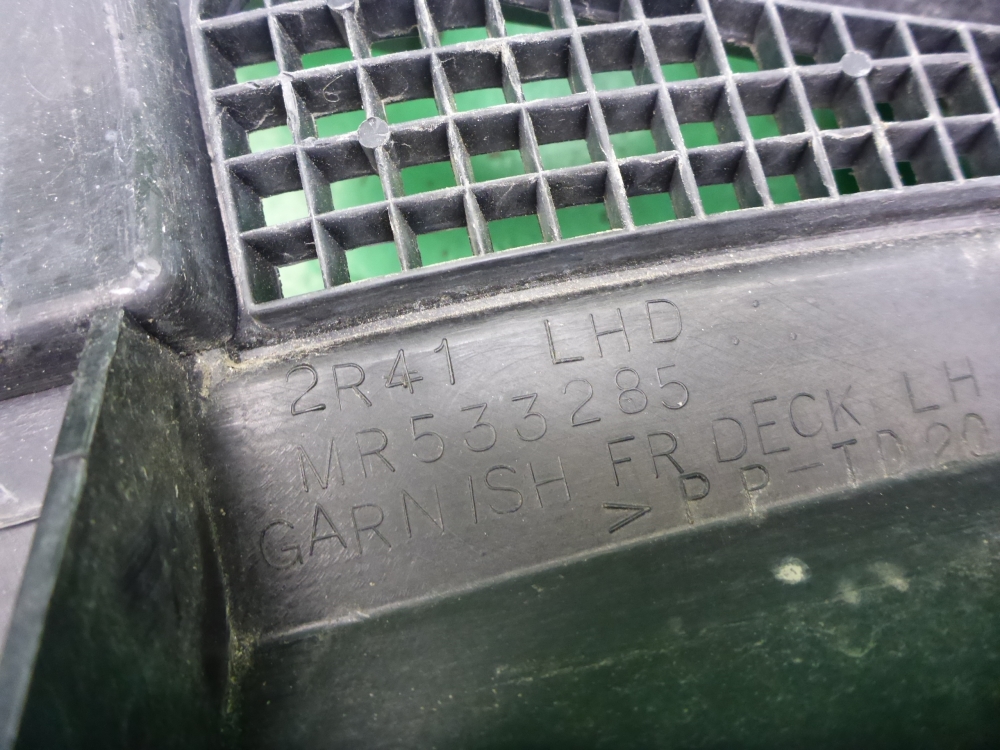 2R41 LHD
MR533285
GARNISH FR DECK LH
>PP-TD20